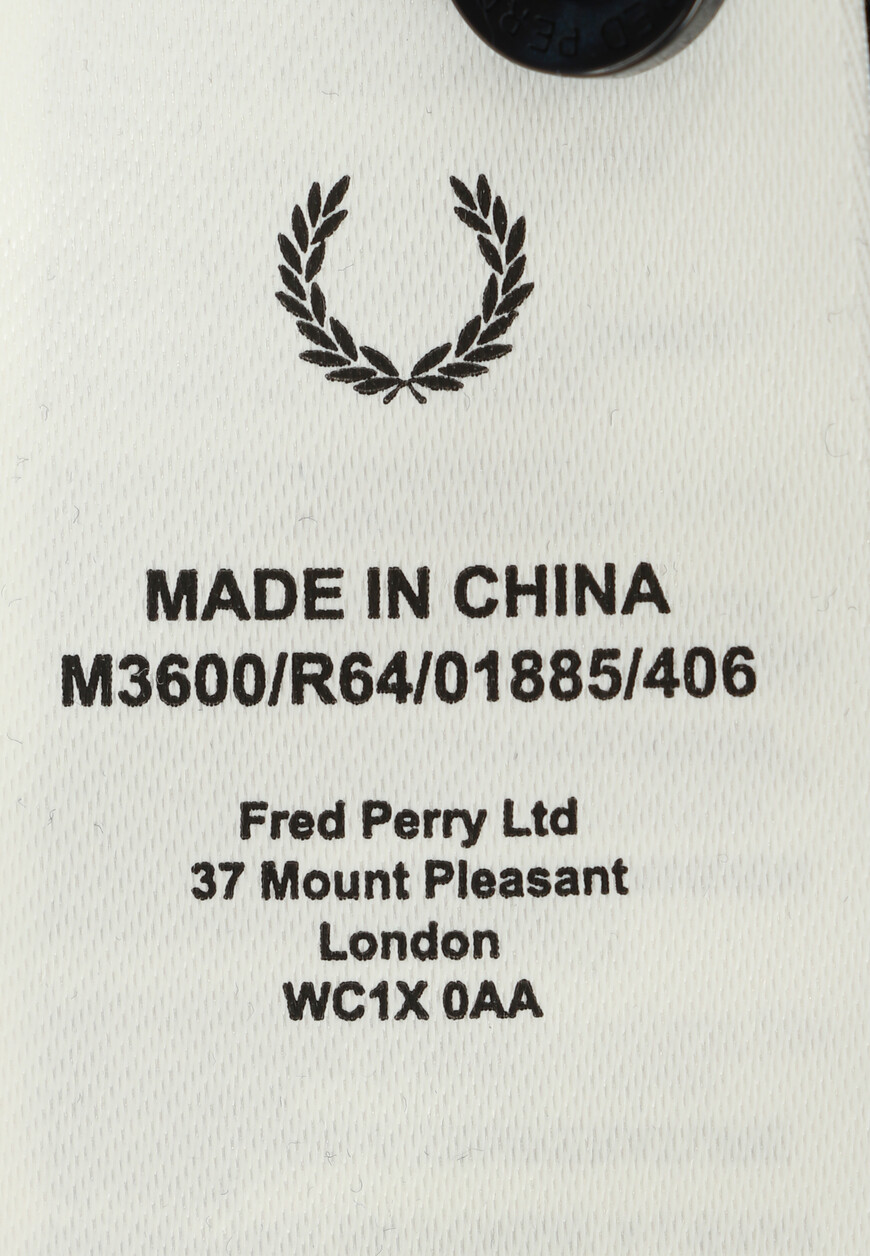 MADE IN CHINA
M3600/R64/01885/406
Fred Perry Ltd
37 Mount Pleasant
London
WC1X 0AA